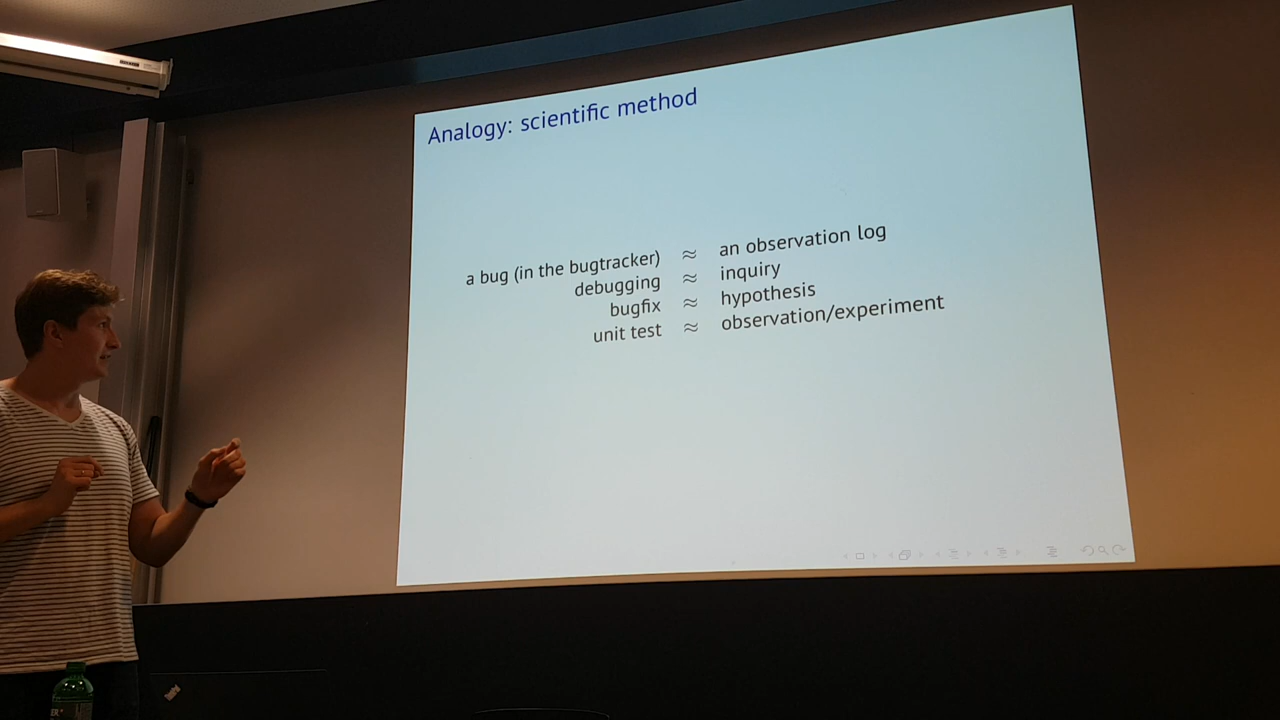 Analogy: scientific method
a bug (in the bugtracker) ≈ an observation log
debugging ≈ inquiry
bugfix ≈ hypothesis
unit test ≈ observation/experiment